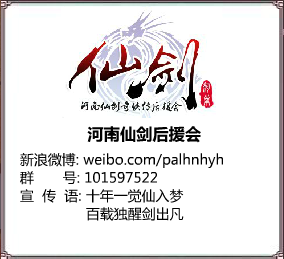 仙剑
河南仙剑奇侠传后援会
河南仙剑后援会
新浪微博: weibo.com/palhnhyh
群 号: 101597522
宣 传 语: 十年一觉仙入梦
百载独醒剑出凡